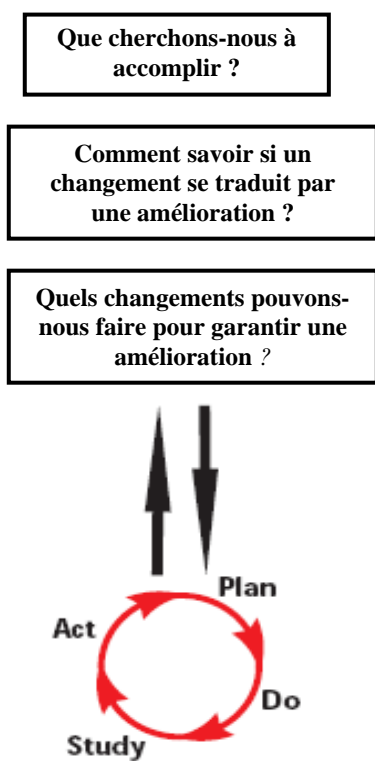 Que cherchons-nous à
accomplir ?
Comment savoir si un
changement se traduit par
une amélioration ?
Quels changements pouvons-
nous faire pour garantir une
amélioration ?
Plan
Act
Do
Study